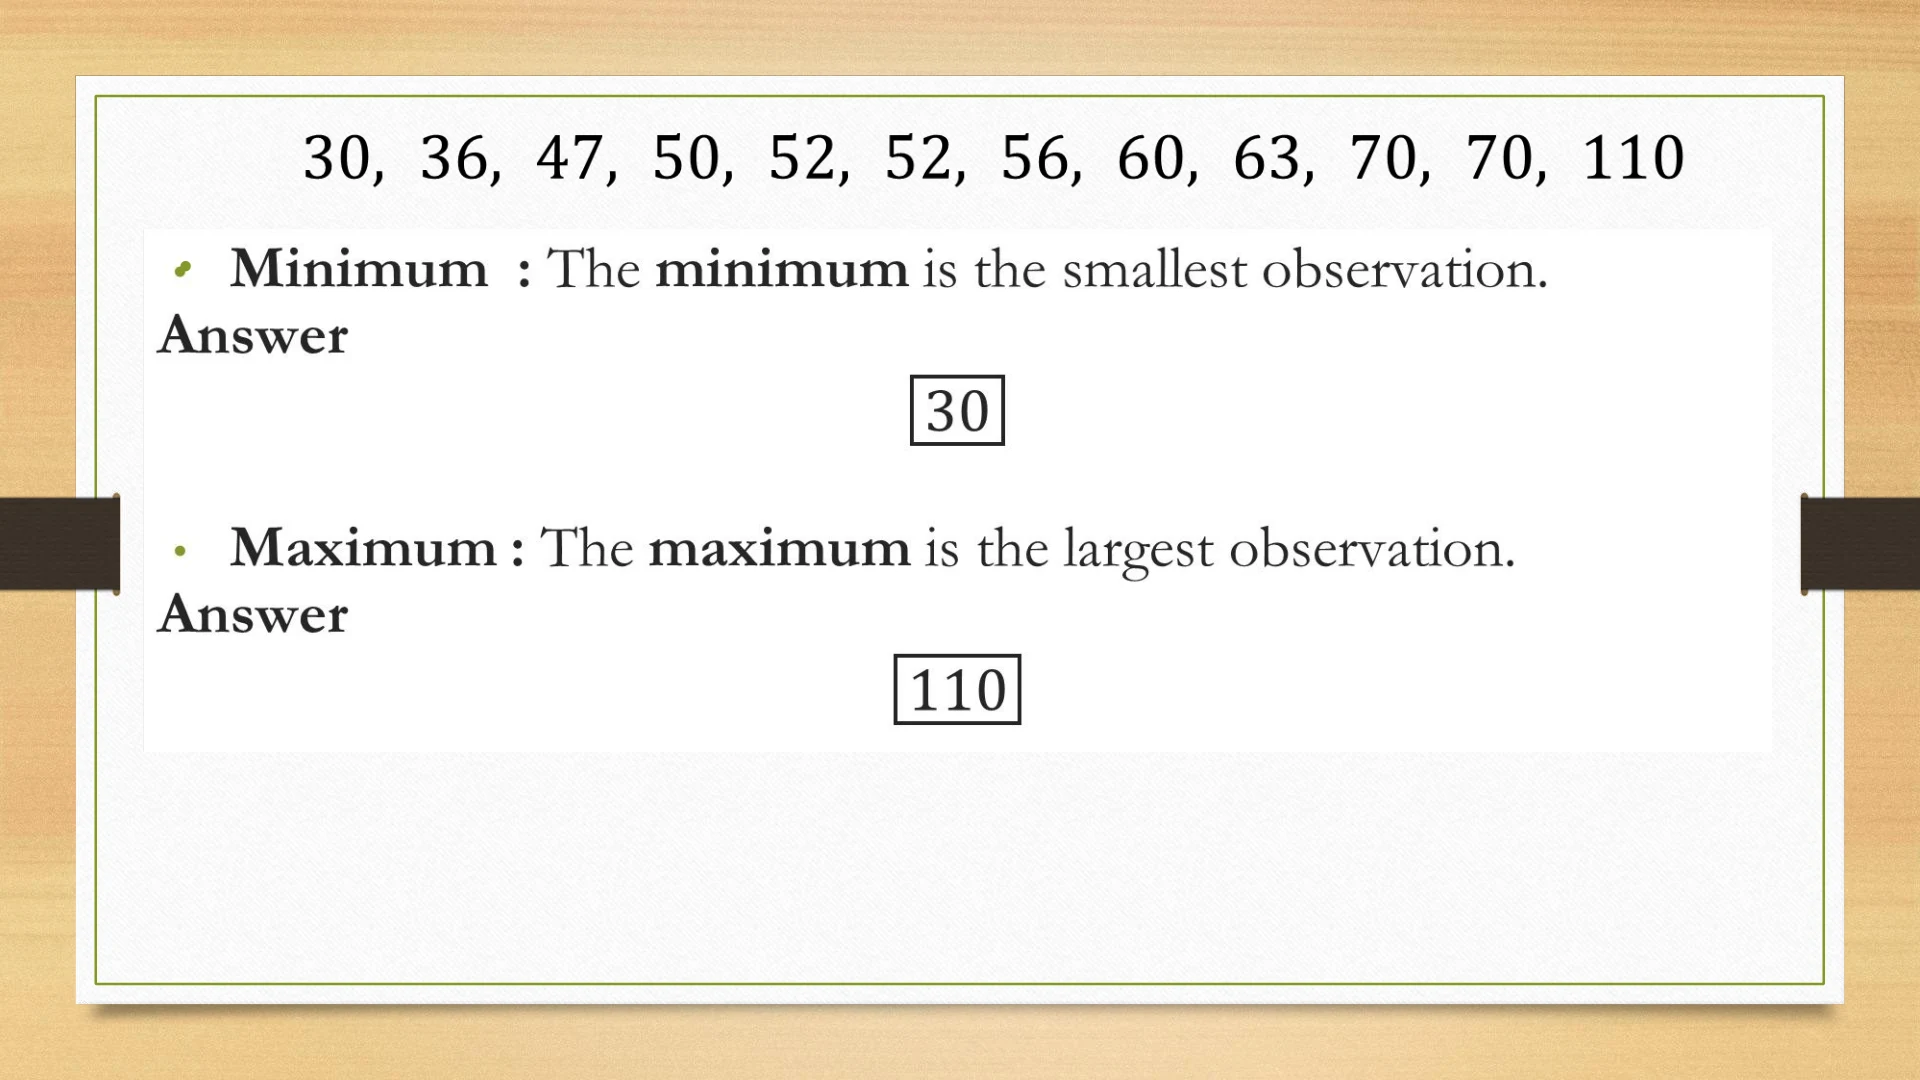 30, 36, 47, 50, 52, 52, 56, 60, 63, 70, 70, 110
• Minimum : The minimum is the smallest observation.
Answer
30
• Maximum : The maximum is the largest observation.
Answer
110